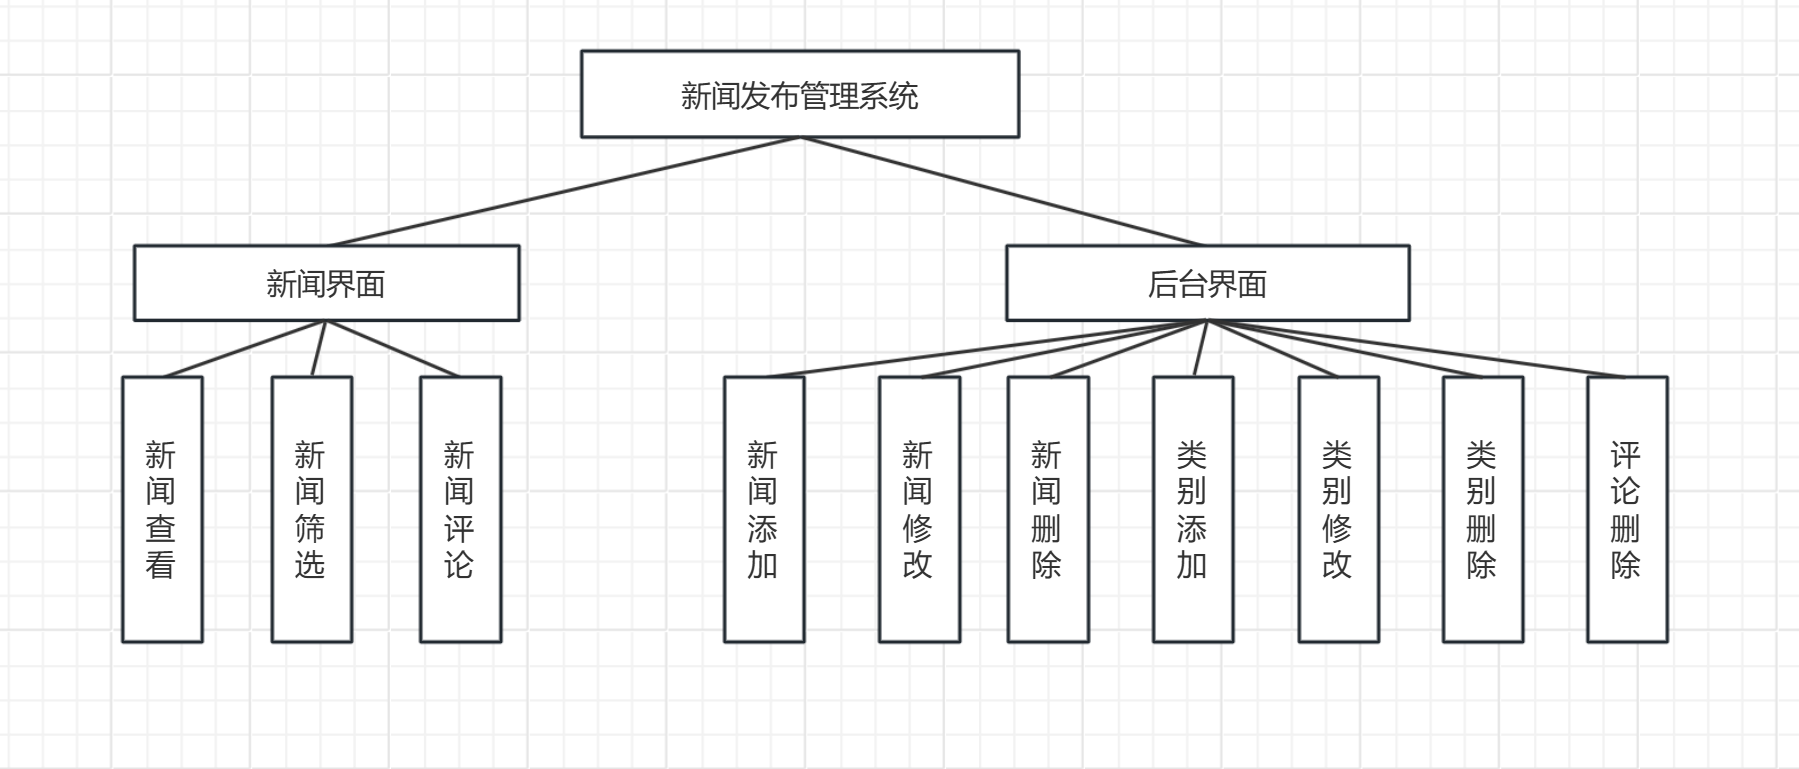 新闻发布管理系统
新闻界面
后台界面
新闻查看
新闻筛选
新闻评论
新闻添加
新闻修改
新闻删除
类别添加
类别修改
类别删除
评论删除